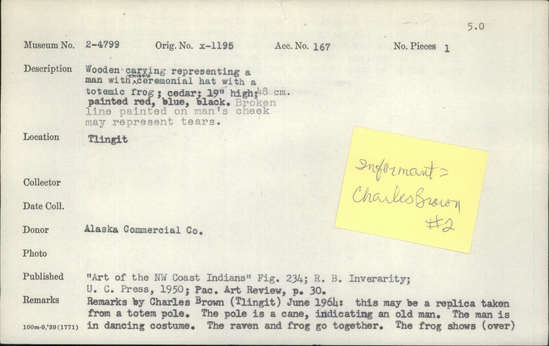 5.0
Museum No. 2-4799 Orig. No. x-1195 Acc. No. 167 No. Pieces 1
Description Wooden carving representing a
man with ceremonial hat with a
totemic frog; cedar; 19" high; 48 cm.
painted red, blue, black. Broken
line painted on man's cheek
may represent tears.
Location Tlingit
Informant =
Charles Brown
#2
Collector
Date Coll.
Donor Alaska Commercial Co.
Photo
Published "Art of the NW Coast Indians" Fig. 234; R. B. Inverarity;
U. C. Press, 1950; Pac. Art Review, p. 30.
Remarks Remarks by Charles Brown (Tlingit) June 1964: this may be a replica taken
from a totem pole. The pole is a cane, indicating an old man. The man is
100m-9,'39(1771) in dancing costume. The raven and frog go together. The frog shows (over)